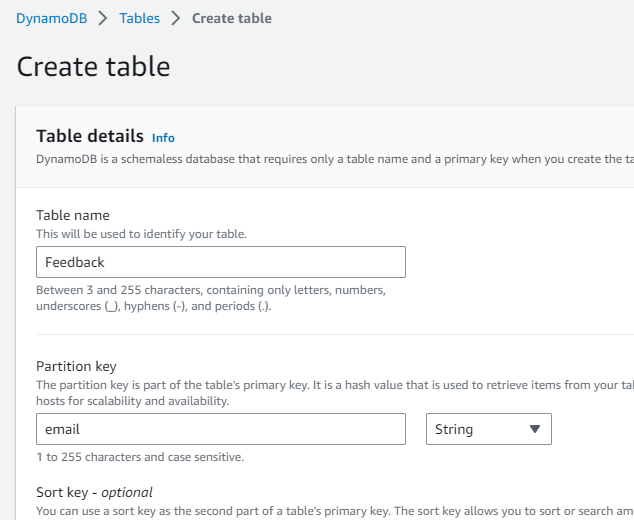 DynamoDB > Tables > Create table
Create table
Table details Info
DynamoDB is a schemaless database that requires only a table name and a primary key when you create the
Table name
This will be used to identify your table.
Feedback
Between 3 and 255 characters, containing only letters, numbers,
underscores (_), hyphens (-), and periods (.).
Partition key
The partition key is part of the table's primary key. It is a hash value that is used to retrieve items from your
hosts for scalability and availability.
email String
1 to 255 characters and case sensitive.
Sort key - optional
You can use a sort key as the second part of a table's primary key. The sort key allows you to sort or search